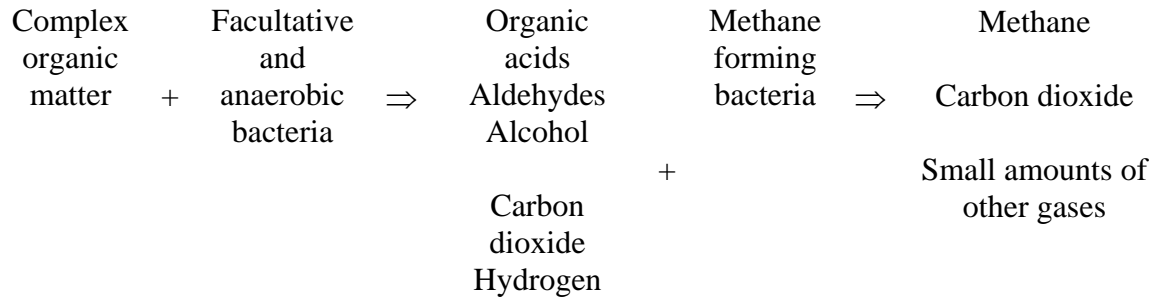 Complex
organic
matter
+
Facultative
and
anaerobic
bacteria
⇒
Organic
acids
Aldehydes
Alcohol
Carbon
dioxide
Hydrogen
+
Methane
forming
bacteria
⇒
Methane
Carbon dioxide
Small amounts of
other gases